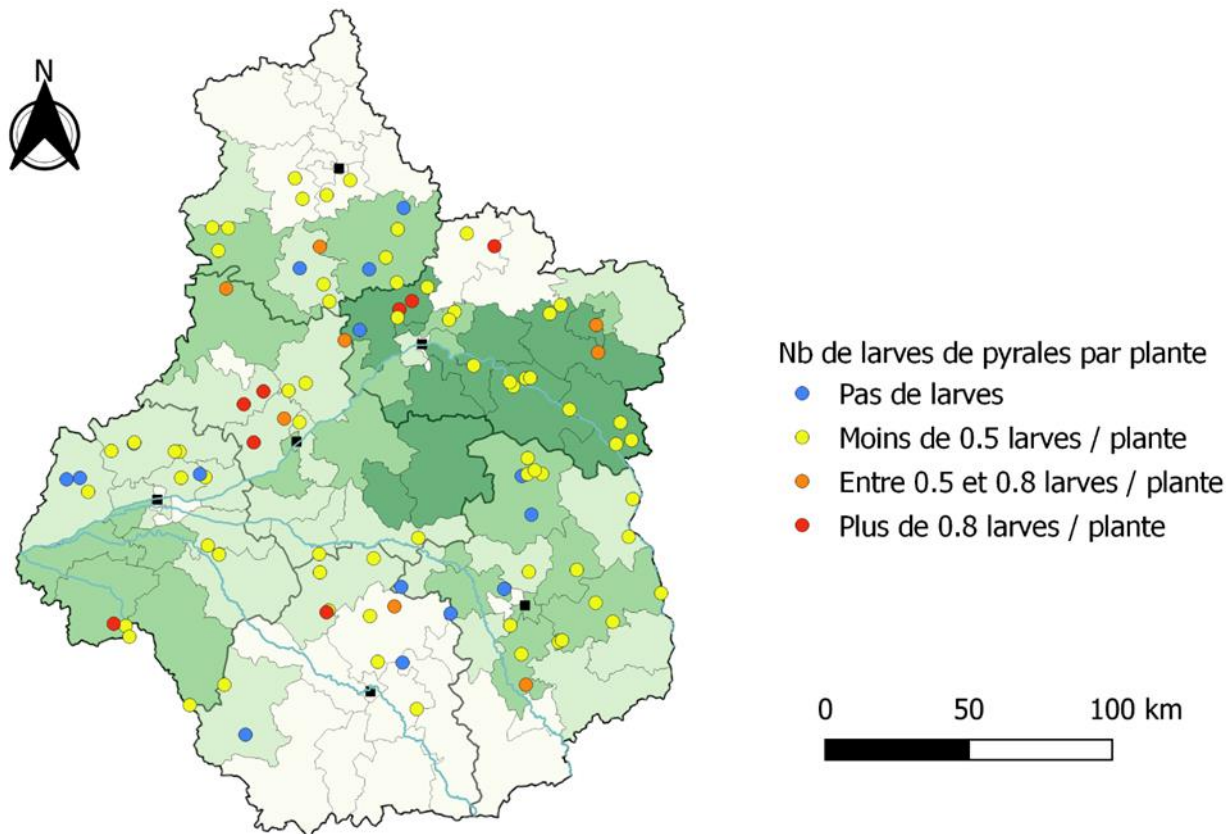 N
Nb de larves de pyrales par plante
Pas de larves
Moins de 0.5 larves / plante
Entre 0.5 et 0.8 larves / plante
Plus de 0.8 larves / plante
0 50 100 km